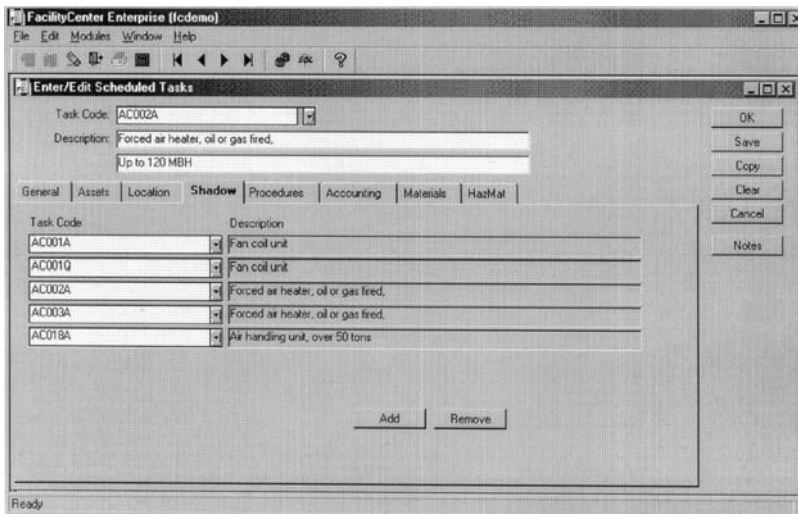 FacilityCenter Enterprise (fcdemo)
File Edit Modules Window Help
Enter/Edit Scheduled Tasks
Task Code: AC002A
Description: Forced air heater, oil or gas fired,
Up to 120 MBH
OK
Save
Copy
Clear
Cancel
Notes
General Assets Location Shadow Procedures Accounting Materials HazMat
Task Code Description
AC001A Fan coil unit
AC001Q Fan coil unit
AC002A Forced air heater, oil or gas fired,
AC003A Forced air heater, oil or gas fired,
AC018A Air handing unit, over 50 tons
Add Remove
Ready